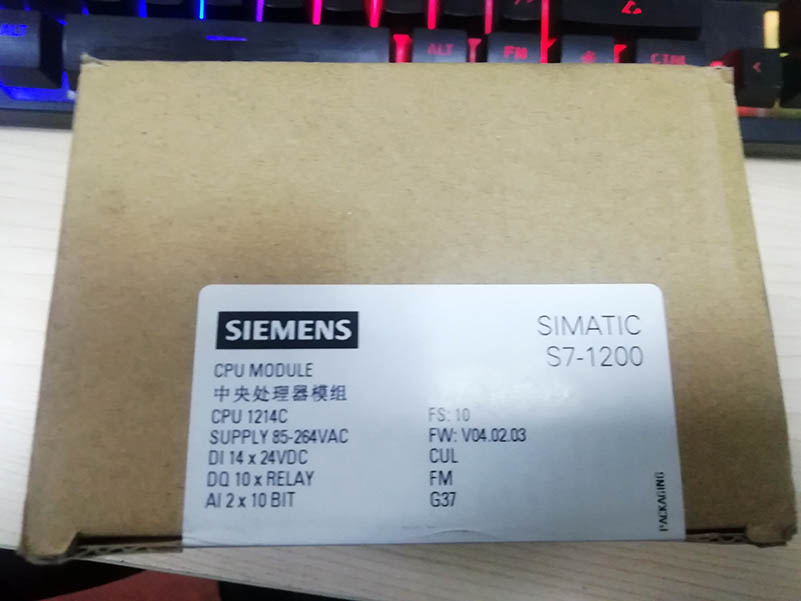 ALT
ALT
FN
<
SIEMENS
SIMATIC
S7-1200
CPU MODULE
中央处理器模组
CPU 1214C
SUPPLY 85-264VAC
DI 14 x 24VDC
DQ 10 x RELAY
AI 2 x 10 BIT
FS: 10
FW: V04.02.03
CUL
FM
G37
PACKAGING